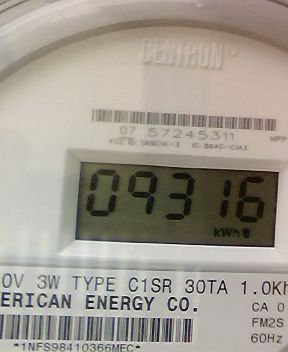 CENTRON®
07 57245311
09316
kWh
0V 3W TYPE C1SR 30TA 1.0Kh
ERICAN ENERGY CO.
CA 0
FM2S
60Hz
*1NFS98410366MEC*